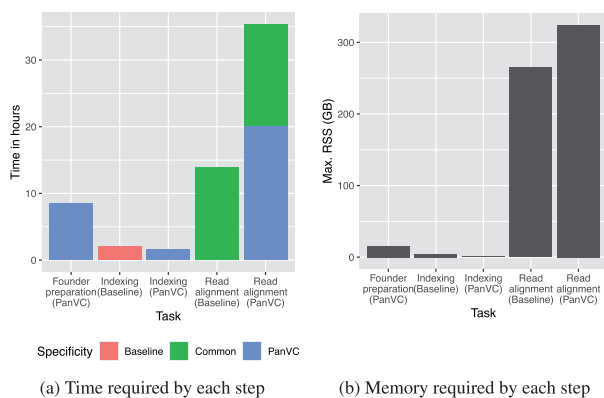 Time in hours
30
20
10
0
Founder preparation (PanVC)
Indexing (Baseline)
Indexing (PanVC)
Read alignment (Baseline)
Read alignment (PanVC)
Task
Specificity Baseline Common PanVC
(a) Time required by each step
Max. RSS (GB)
300
200
100
0
Founder preparation (PanVC)
Indexing (Baseline)
Indexing (PanVC)
Read alignment (Baseline)
Read alignment (PanVC)
Task
(b) Memory required by each step